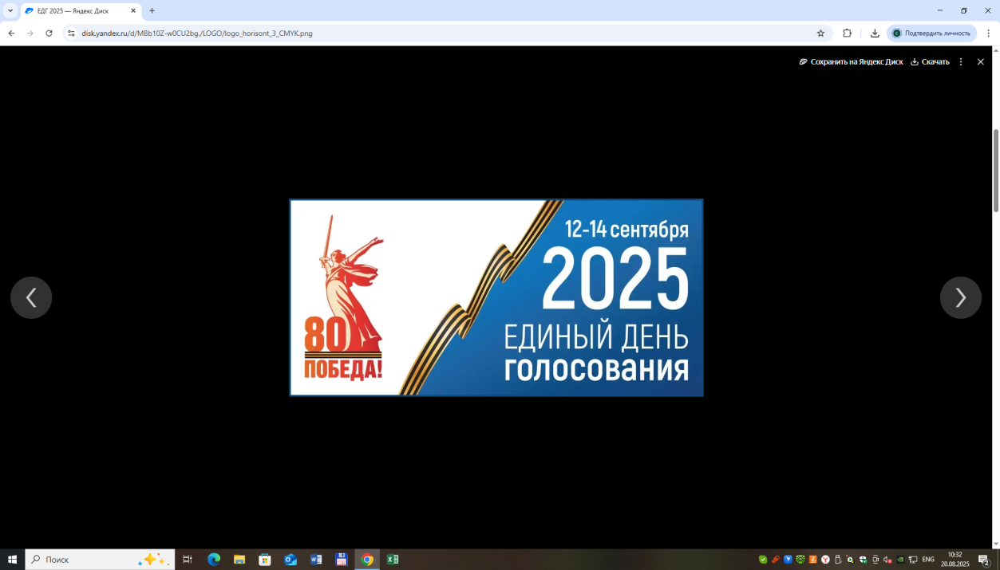 ЕДГ 2025 — Яндекс Диск
disk.yandex.ru/d/MBb10Z-w0CU2bg,/LOGO/logo_horisont_3_CMYK.png
Подтвердить личность
Сохранить на Яндекс Диск
Скачать
12-14 сентября
2025
ЕДИНЫЙ ДЕНЬ
ГОЛОСОВАНИЯ
80
ПОБЕДА!
Поиск
ENG
10:32
20.08.2025
2